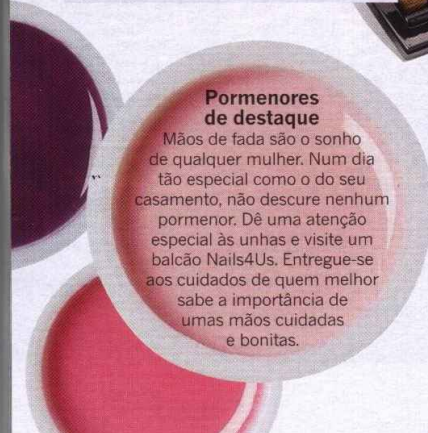 Pormenores
de destaque
Mãos de fada são o sonho
de qualquer mulher. Num dia
tão especial como o do seu
casamento, não descure nenhum
pormenor. Dê uma atenção
especial às unhas e visite um
balcão Nails4Us. Entregue-se
aos cuidados de quem melhor
sabe a importância de
umas mãos cuidadas
e bonitas.